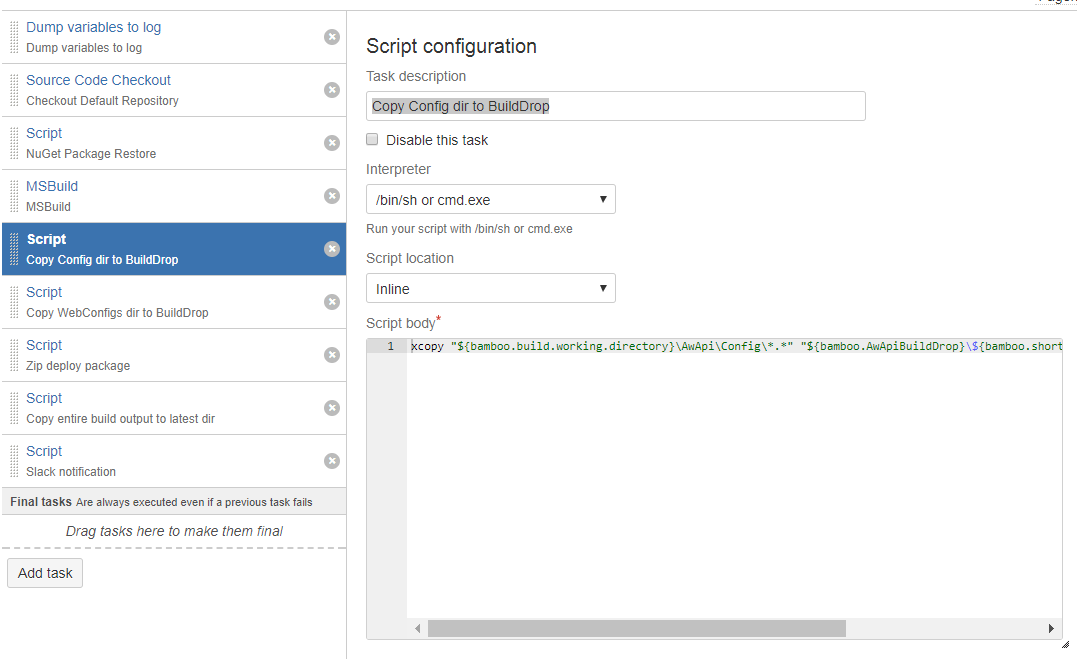 Dump variables to log
Dump variables to log
Source Code Checkout
Checkout Default Repository
Script
NuGet Package Restore
MSBuild
MSBuild
Script
Copy Config dir to BuildDrop
Script
Copy WebConfigs dir to BuildDrop
Script
Zip deploy package
Script
Copy entire build output to latest dir
Script
Slack notification
Final tasks Are always executed even if a previous task fails
Drag tasks here to make them final
Add task
Script configuration
Task description
Copy Config dir to BuildDrop
Disable this task
Interpreter
/bin/sh or cmd.exe
Run your script with /bin/sh or cmd.exe
Script location
Inline
Script body*
1 xcopy "${bamboo.build.working.directory}\AwApi\Config\*.*" "${bamboo.AwApiBuildDrop}\${bamboo.short